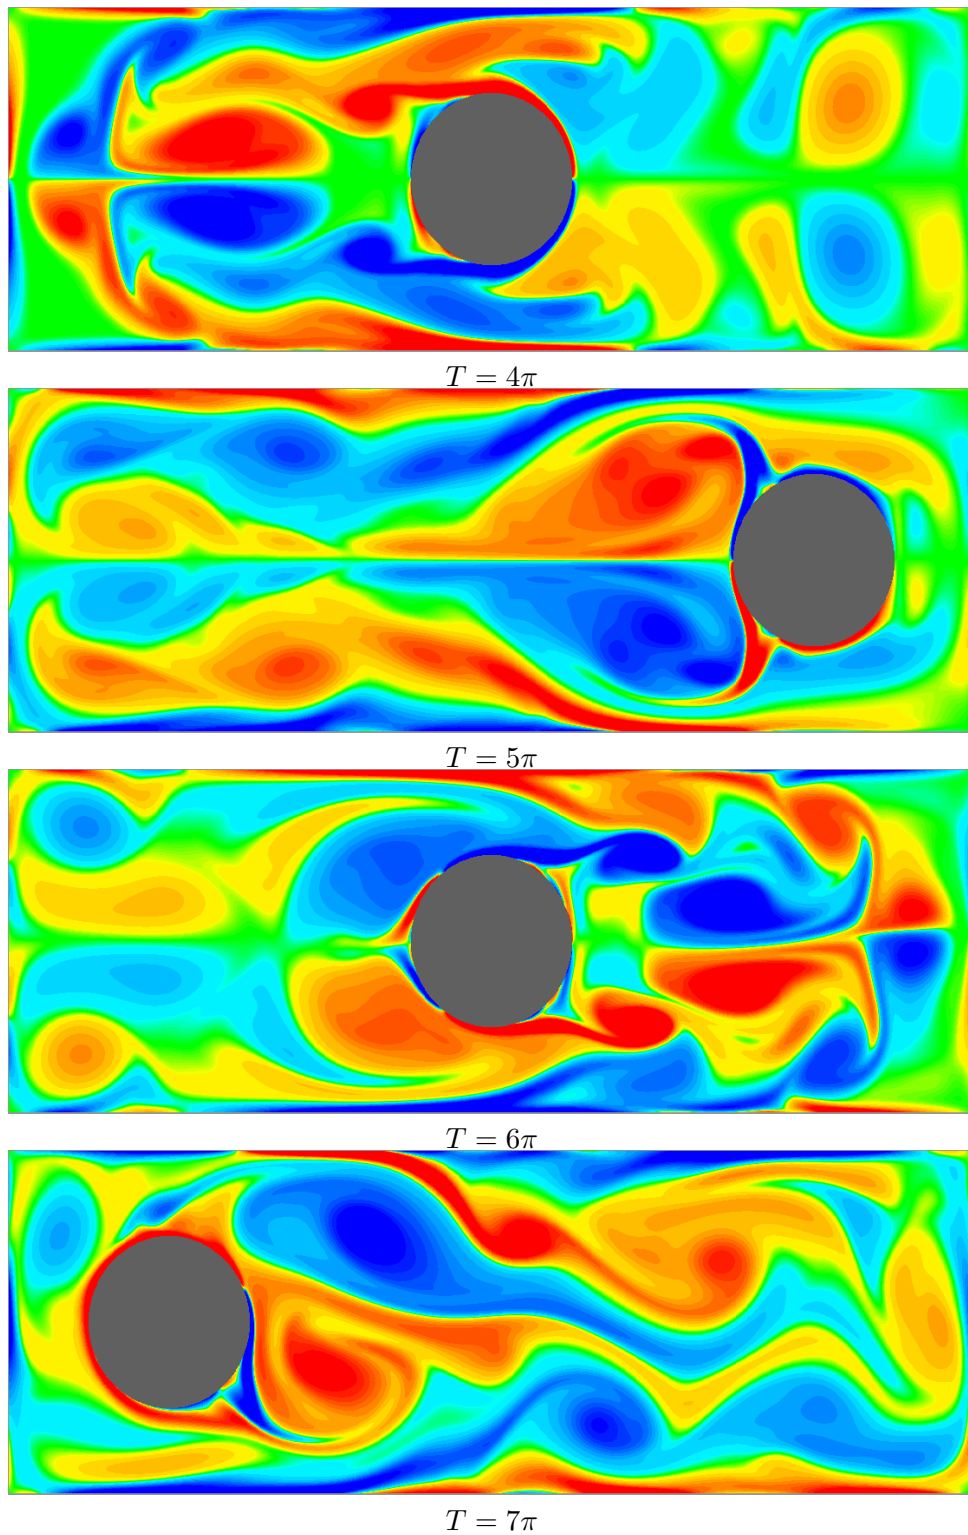 T = 4π
T = 5π
T = 6π
T = 7π